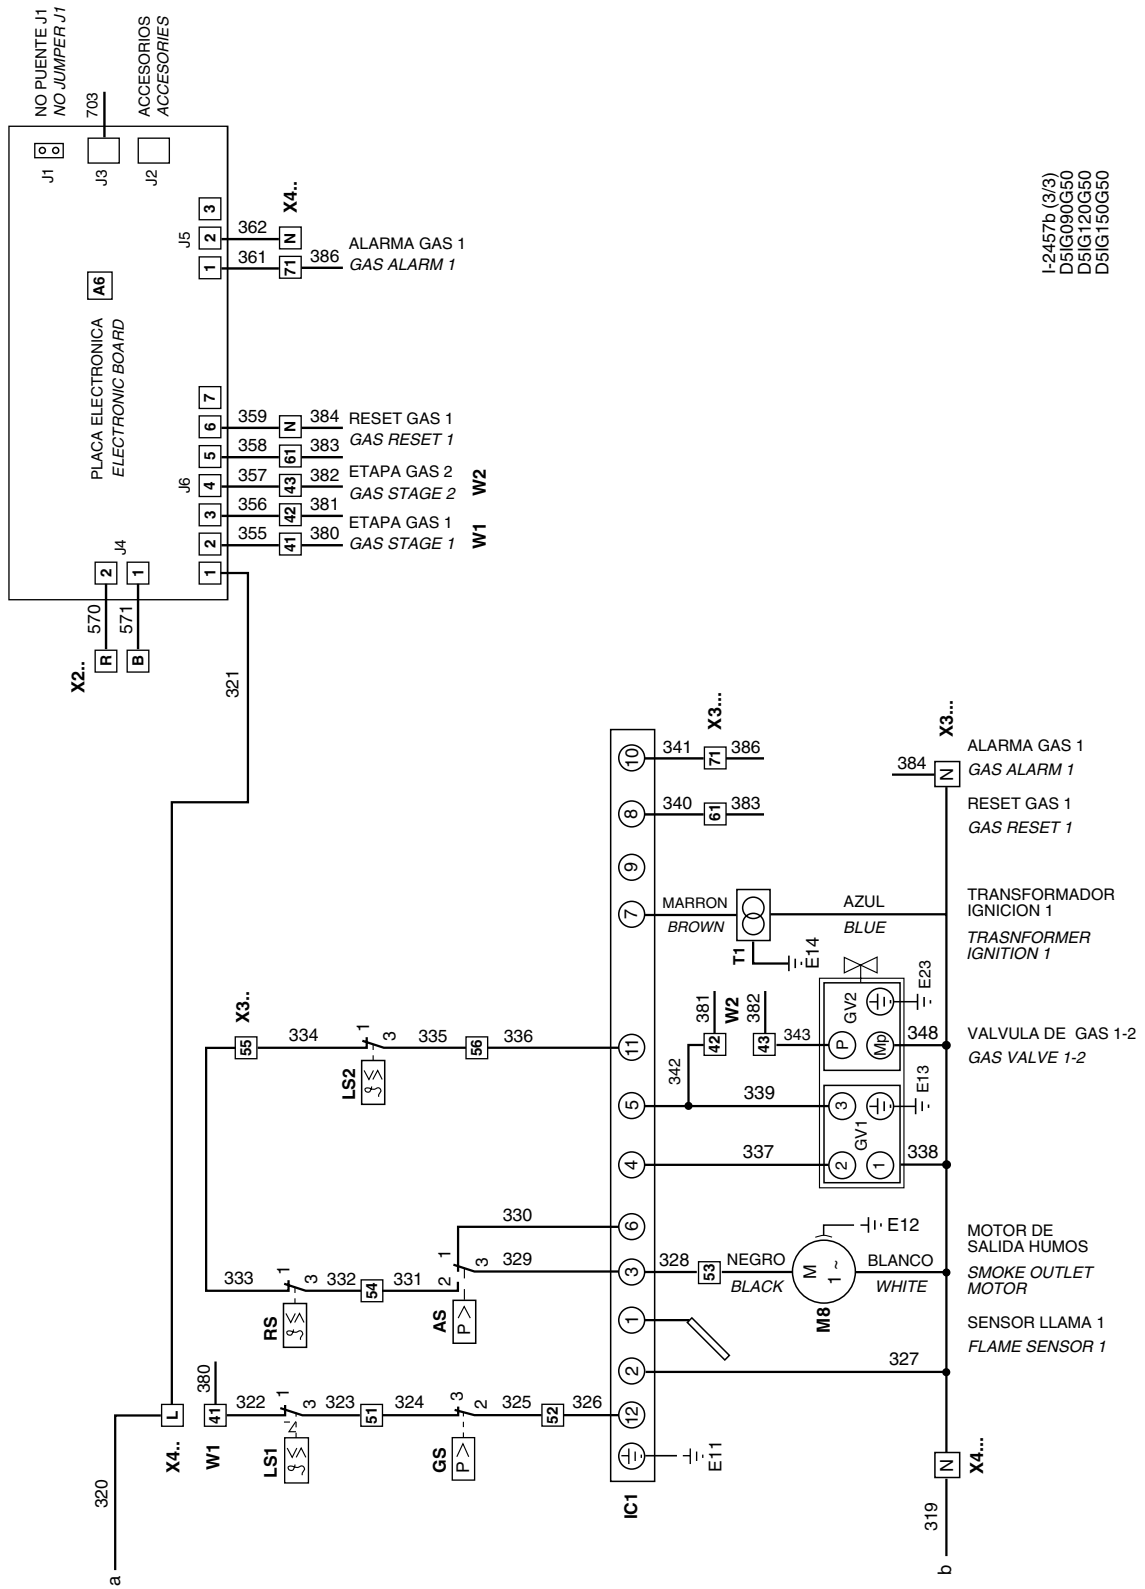 NO PUENTE J1
NO JUMPER J1
703
ACCESORIOS
ACCESORIES
J1
J3
J2
PLACA ELECTRONICA
ELECTRONIC BOARD
A6
J5
3
2
1
362
361
N
71
X4..
386
ALARMA GAS 1
GAS ALARM 1
J6
7
6
5
4
3
2
1
359
358
357
356
355
N
61
43
42
41
384
383
382
381
380
RESET GAS 1
GAS RESET 1
ETAPA GAS 2
GAS STAGE 2
W2
ETAPA GAS 1
GAS STAGE 1
W1
J4
2
1
570
571
R
B
X2..
321
I-2457b (3/3)
D5IG090G50
D5IG120G50
D5IG150G50
a
320
L
X4..
W1
41
380
322
LS1
1
3
323
51
324
GS
3
2
325
52
326
12
333
RS
1
3
332
54
331
AS
2
1
3
330
329
X3..
55
334
LS2
1
3
335
56
336
11
IC1
E11
2
1
3
6
4
5
7
9
8
10
327
328
53
NEGRO
BLACK
M8
M
1 ~
E12
BLANCO
WHITE
337
339
342
42
381
W2
43
382
343
GV1
2
3
1
E13
338
GV2
P
Mp
E23
348
MARRON
BROWN
T1
E14
AZUL
BLUE
340
61
383
341
71
386
X3...
384
N
X3...
ALARMA GAS 1
GAS ALARM 1
RESET GAS 1
GAS RESET 1
TRANSFORMADOR
IGNICION 1
TRASNFORMER
IGNITION 1
VALVULA DE GAS 1-2
GAS VALVE 1-2
MOTOR DE
SALIDA HUMOS
SMOKE OUTLET
MOTOR
SENSOR LLAMA 1
FLAME SENSOR 1
b
319
N
X4...